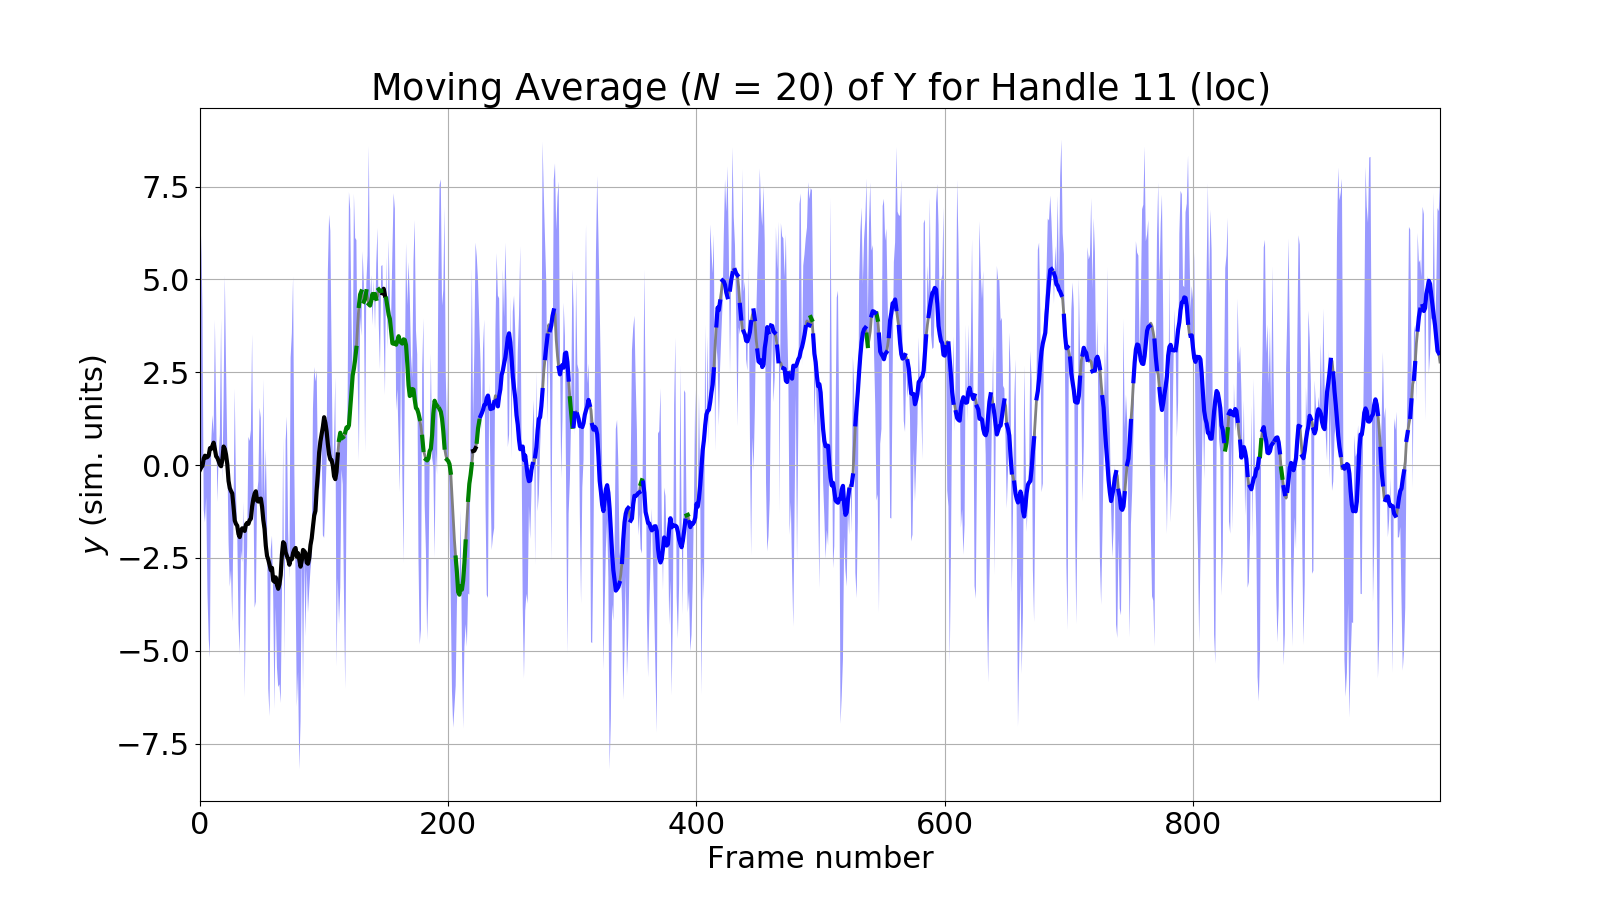 Moving Average (N = 20) of Y for Handle 11 (loc)
y (sim. units)
7.5
5.0
2.5
0.0
−2.5
−5.0
−7.5
0 200 400 600 800
Frame number